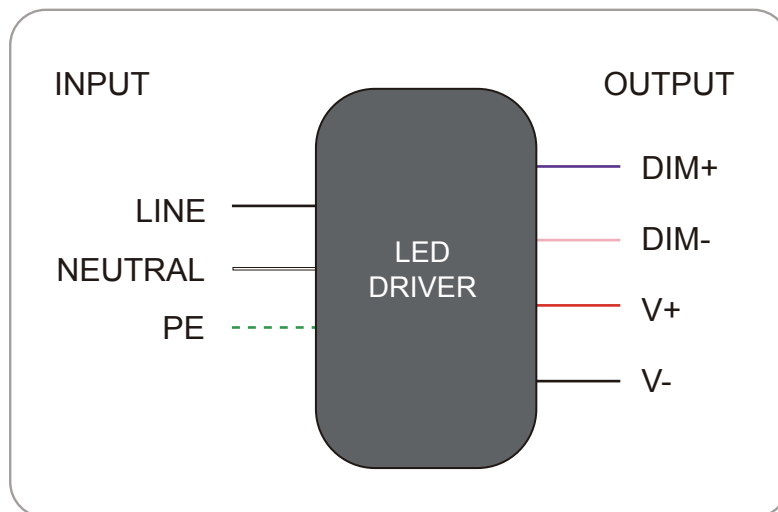 INPUT
OUTPUT
LINE
NEUTRAL
PE
LED
DRIVER
DIM+
DIM-
V+
V-